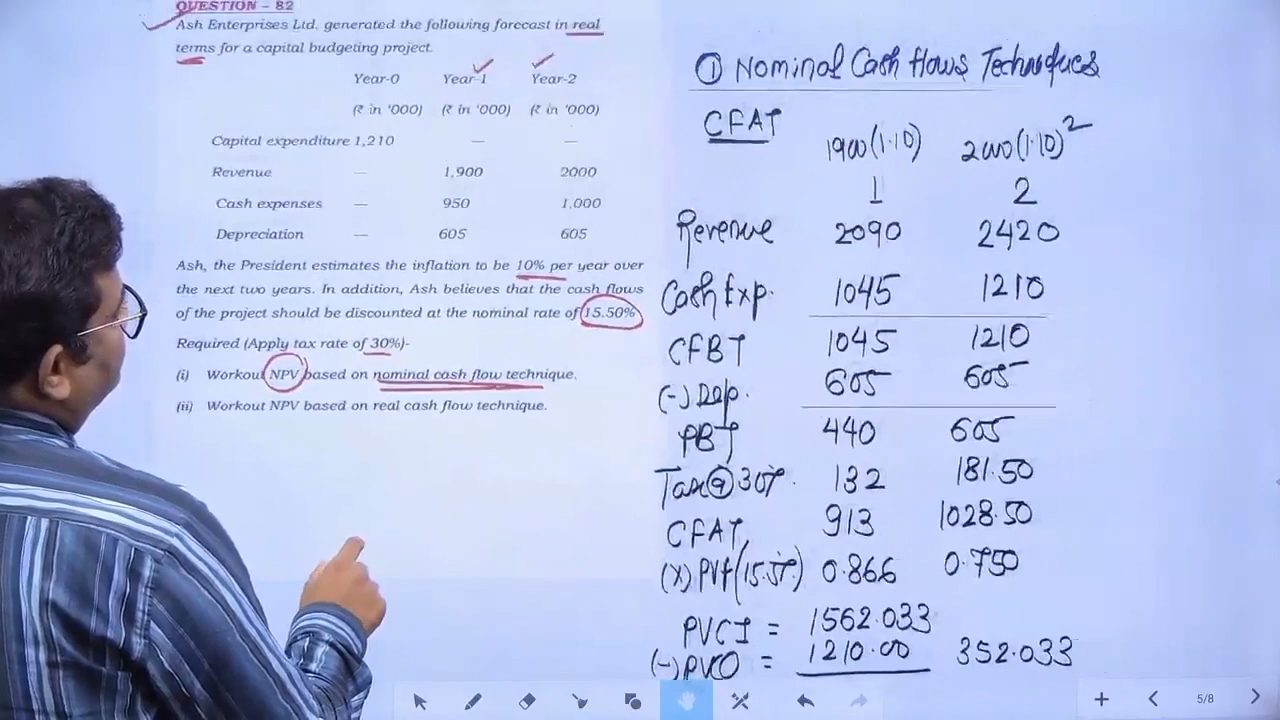 QUESTION – 82
Ash Enterprises Ltd. generated the following forecast in real
terms for a capital budgeting project.
Year-0 Year-1 Year-2
(₹ in '000) (₹ in '000) (₹ in '000)
Capital expenditure 1,210 — —
Revenue — 1,900 2000
Cash expenses — 950 1,000
Depreciation — 605 605
Ash, the President estimates the inflation to be 10% per year over
the next two years. In addition, Ash believes that the cash flows
of the project should be discounted at the nominal rate of 15.50%
Required (Apply tax rate of 30%)-
(i) Workout NPV based on nominal cash flow technique.
(ii) Workout NPV based on real cash flow technique.
① Nominal Cash flows Techniques
CFAT
1900(1.10) 2000(1.10)²
1 2
Revenue 2090 2420
Cash Exp. 1045 1210
CFBT 1045 1210
(-) Dep. 605 605
PBT 440 605
Tax@30% 132 181.50
CFAT 913 1028.50
(x) PVf(15.5%) 0.866 0.750
PVCI = 1562.033
(-) PVO = 1210.00 352.033
5/8